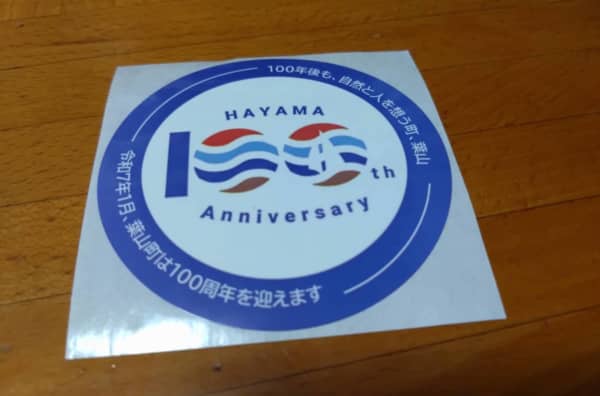 100年後も、自然と人を想う町、葉山
HAYAMA
100th
Anniversary
令和7年1月、葉山町は100周年を迎えます